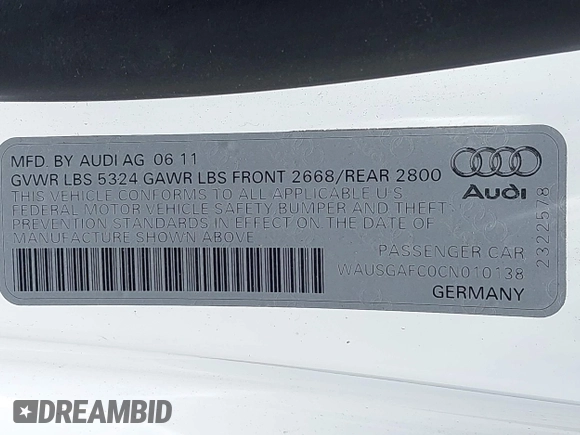 MFD. BY AUDI AG 06 11
GVWR LBS 5324 GAWR LBS FRONT 2668/REAR 2800
THIS VEHICLE CONFORMS TO ALL APPLICABLE U.S.
FEDERAL MOTOR VEHICLE SAFETY BUMPER AND THEFT
PREVENTION STANDARDS IN EFFECT ON THE DATE OF
MANUFACTURE SHOWN ABOVE
Audi
2322578
PASSENGER CAR
WAUSGAFC0CN010138
GERMANY
DREAMBID